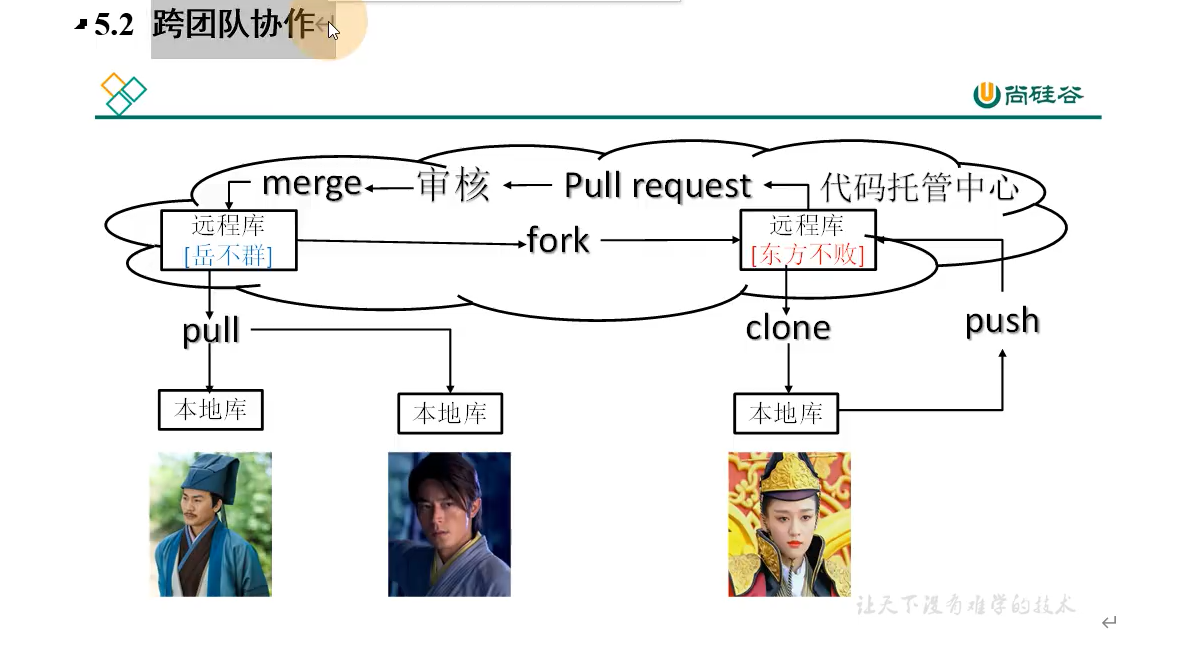 5.2 跨团队协作
尚硅谷
merge 审核 Pull request 代码托管中心
远程库
[岳不群]
fork
远程库
[东方不败]
pull
clone
push
本地库
本地库
本地库
让天下没有难学的技术